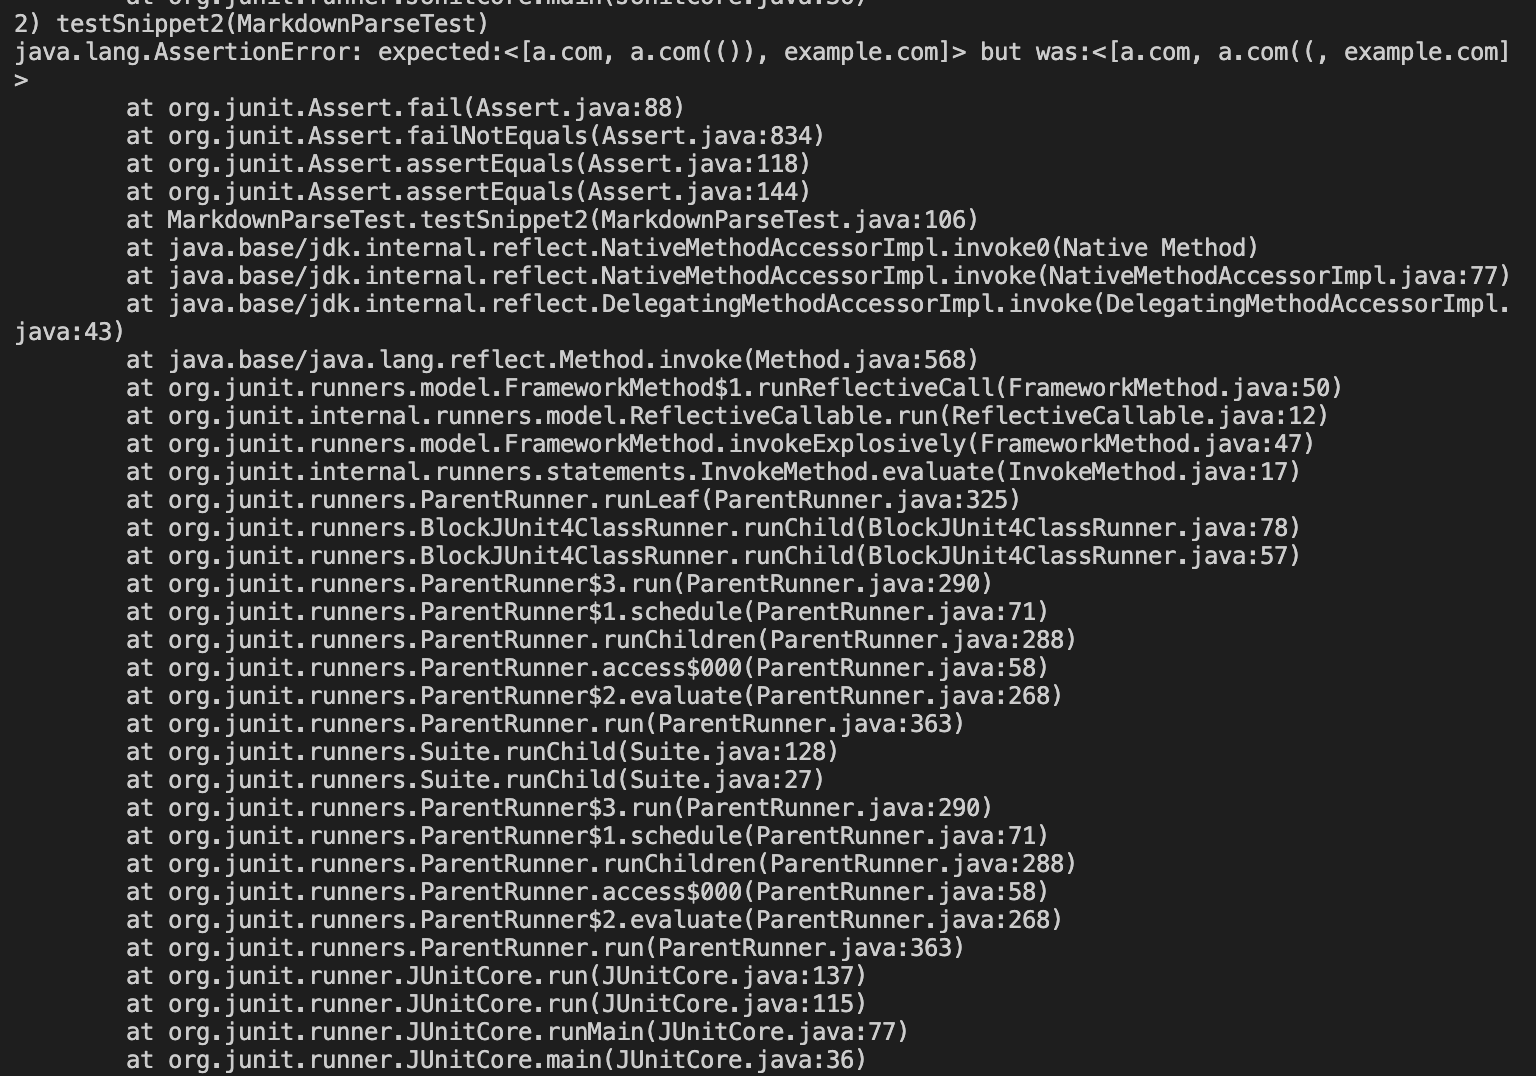 at org.junit.runner.JUnitCore.main(JUnitCore.java:36)
2) testSnippet2(MarkdownParseTest)
java.lang.AssertionError: expected:<[a.com, a.com(()), example.com]> but was:<[a.com, a.com((, example.com]
>
at org.junit.Assert.fail(Assert.java:88)
at org.junit.Assert.failNotEquals(Assert.java:834)
at org.junit.Assert.assertEquals(Assert.java:118)
at org.junit.Assert.assertEquals(Assert.java:144)
at MarkdownParseTest.testSnippet2(MarkdownParseTest.java:106)
at java.base/jdk.internal.reflect.NativeMethodAccessorImpl.invoke0(Native Method)
at java.base/jdk.internal.reflect.NativeMethodAccessorImpl.invoke(NativeMethodAccessorImpl.java:77)
at java.base/jdk.internal.reflect.DelegatingMethodAccessorImpl.invoke(DelegatingMethodAccessorImpl.
java:43)
at java.base/java.lang.reflect.Method.invoke(Method.java:568)
at org.junit.runners.model.FrameworkMethod$1.runReflectiveCall(FrameworkMethod.java:50)
at org.junit.internal.runners.model.ReflectiveCallable.run(ReflectiveCallable.java:12)
at org.junit.runners.model.FrameworkMethod.invokeExplosively(FrameworkMethod.java:47)
at org.junit.internal.runners.statements.InvokeMethod.evaluate(InvokeMethod.java:17)
at org.junit.runners.ParentRunner.runLeaf(ParentRunner.java:325)
at org.junit.runners.BlockJUnit4ClassRunner.runChild(BlockJUnit4ClassRunner.java:78)
at org.junit.runners.BlockJUnit4ClassRunner.runChild(BlockJUnit4ClassRunner.java:57)
at org.junit.runners.ParentRunner$3.run(ParentRunner.java:290)
at org.junit.runners.ParentRunner$1.schedule(ParentRunner.java:71)
at org.junit.runners.ParentRunner.runChildren(ParentRunner.java:288)
at org.junit.runners.ParentRunner.access$000(ParentRunner.java:58)
at org.junit.runners.ParentRunner$2.evaluate(ParentRunner.java:268)
at org.junit.runners.ParentRunner.run(ParentRunner.java:363)
at org.junit.runners.Suite.runChild(Suite.java:128)
at org.junit.runners.Suite.runChild(Suite.java:27)
at org.junit.runners.ParentRunner$3.run(ParentRunner.java:290)
at org.junit.runners.ParentRunner$1.schedule(ParentRunner.java:71)
at org.junit.runners.ParentRunner.runChildren(ParentRunner.java:288)
at org.junit.runners.ParentRunner.access$000(ParentRunner.java:58)
at org.junit.runners.ParentRunner$2.evaluate(ParentRunner.java:268)
at org.junit.runners.ParentRunner.run(ParentRunner.java:363)
at org.junit.runner.JUnitCore.run(JUnitCore.java:137)
at org.junit.runner.JUnitCore.run(JUnitCore.java:115)
at org.junit.runner.JUnitCore.runMain(JUnitCore.java:77)
at org.junit.runner.JUnitCore.main(JUnitCore.java:36)